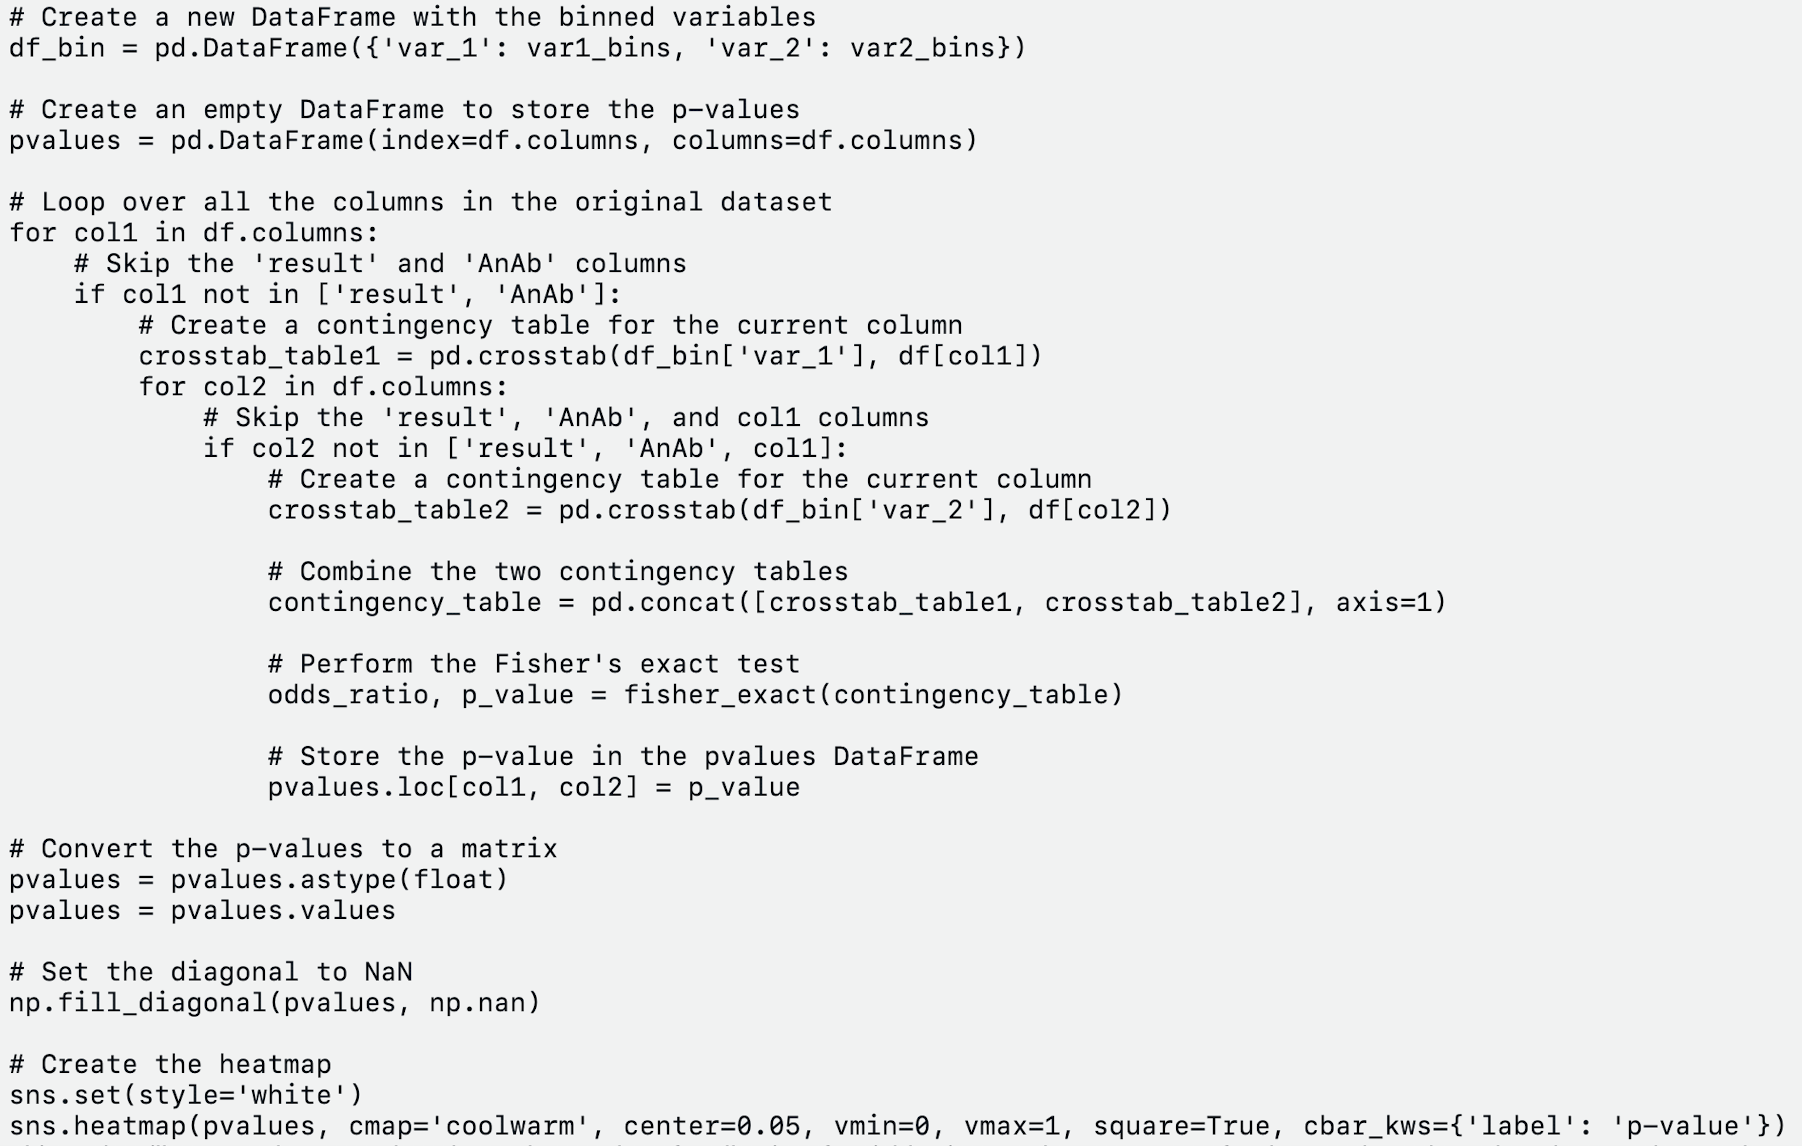 # Create a new DataFrame with the binned variables
df_bin = pd.DataFrame({'var_1': var1_bins, 'var_2': var2_bins})

# Create an empty DataFrame to store the p-values
pvalues = pd.DataFrame(index=df.columns, columns=df.columns)

# Loop over all the columns in the original dataset
for col1 in df.columns:
    # Skip the 'result' and 'AnAb' columns
    if col1 not in ['result', 'AnAb']:
        # Create a contingency table for the current column
        crosstab_table1 = pd.crosstab(df_bin['var_1'], df[col1])
        for col2 in df.columns:
            # Skip the 'result', 'AnAb', and col1 columns
            if col2 not in ['result', 'AnAb', col1]:
                # Create a contingency table for the current column
                crosstab_table2 = pd.crosstab(df_bin['var_2'], df[col2])

                # Combine the two contingency tables
                contingency_table = pd.concat([crosstab_table1, crosstab_table2], axis=1)

                # Perform the Fisher's exact test
                odds_ratio, p_value = fisher_exact(contingency_table)

                # Store the p-value in the pvalues DataFrame
                pvalues.loc[col1, col2] = p_value

# Convert the p-values to a matrix
pvalues = pvalues.astype(float)
pvalues = pvalues.values

# Set the diagonal to NaN
np.fill_diagonal(pvalues, np.nan)

# Create the heatmap
sns.set(style='white')
sns.heatmap(pvalues, cmap='coolwarm', center=0.05, vmin=0, vmax=1, square=True, cbar_kws={'label': 'p-value'})